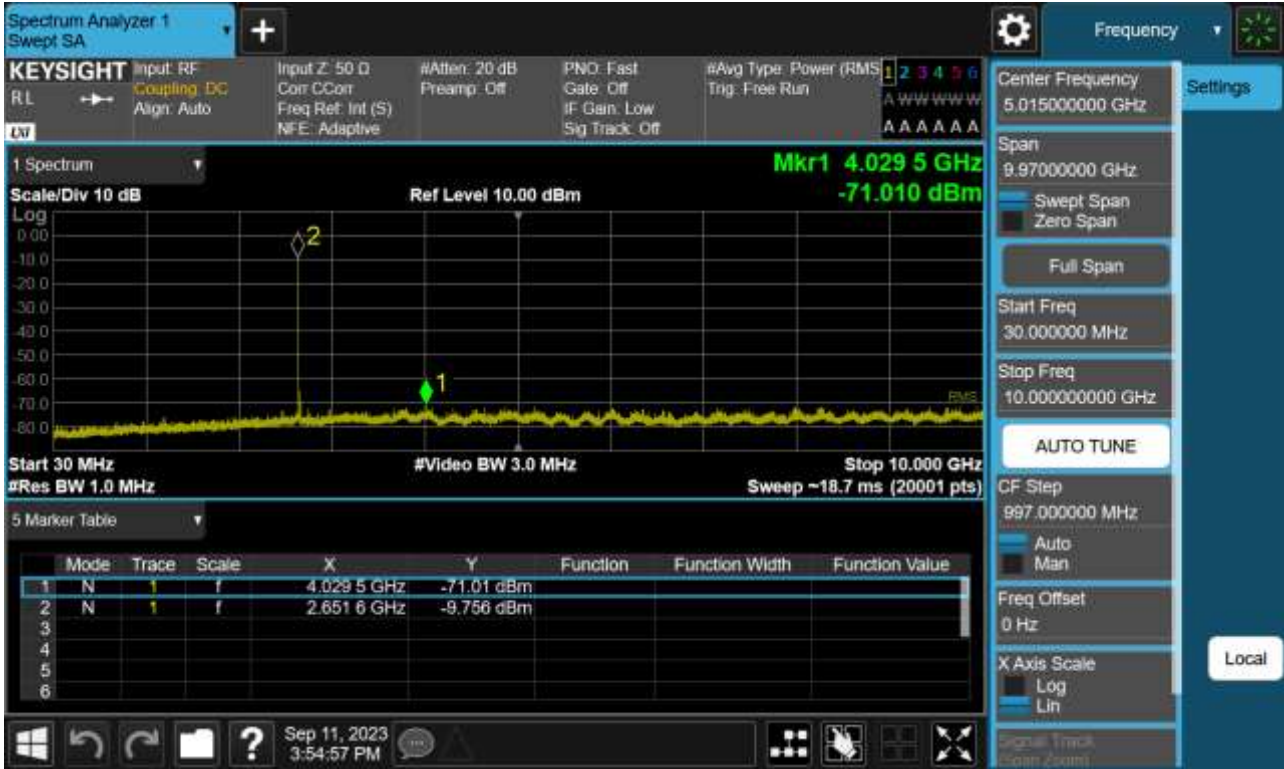 Spectrum Analyzer 1
Swept SA
+
Frequency
KEYSIGHT
RL
LXI
Input: RF
Coupling: DC
Align: Auto
Input Z: 50 Ω
Corr CCorr
Freq Ref: Int (S)
NFE: Adaptive
#Atten: 20 dB
Preamp: Off
PNO: Fast
Gate: Off
IF Gain: Low
Sig Track: Off
#Avg Type: Power (RMS
Trig: Free Run
1 2 3 4 5 6
A W W W W W
A A A A A A
1 Spectrum
Mkr1 4.029 5 GHz
-71.010 dBm
Scale/Div 10 dB
Ref Level 10.00 dBm
Log
0.00
-10.0
-20.0
-30.0
-40.0
-50.0
-60.0
-70.0
-80.0
2
1
RMS
Start 30 MHz
#Video BW 3.0 MHz
Stop 10.000 GHz
#Res BW 1.0 MHz
Sweep ~18.7 ms (20001 pts)
5 Marker Table
Mode Trace Scale X Y Function Function Width Function Value
1 N 1 f 4.029 5 GHz -71.01 dBm
2 N 1 f 2.651 6 GHz -9.756 dBm
3
4
5
6
Sep 11, 2023
3:54:57 PM
?
Center Frequency
5.015000000 GHz
Settings
Span
9.97000000 GHz
Swept Span
Zero Span
Full Span
Start Freq
30.000000 MHz
Stop Freq
10.000000000 GHz
AUTO TUNE
CF Step
997.000000 MHz
Auto
Man
Freq Offset
0 Hz
X Axis Scale
Log
Lin
Local
Signal Track
(Span Zoom)